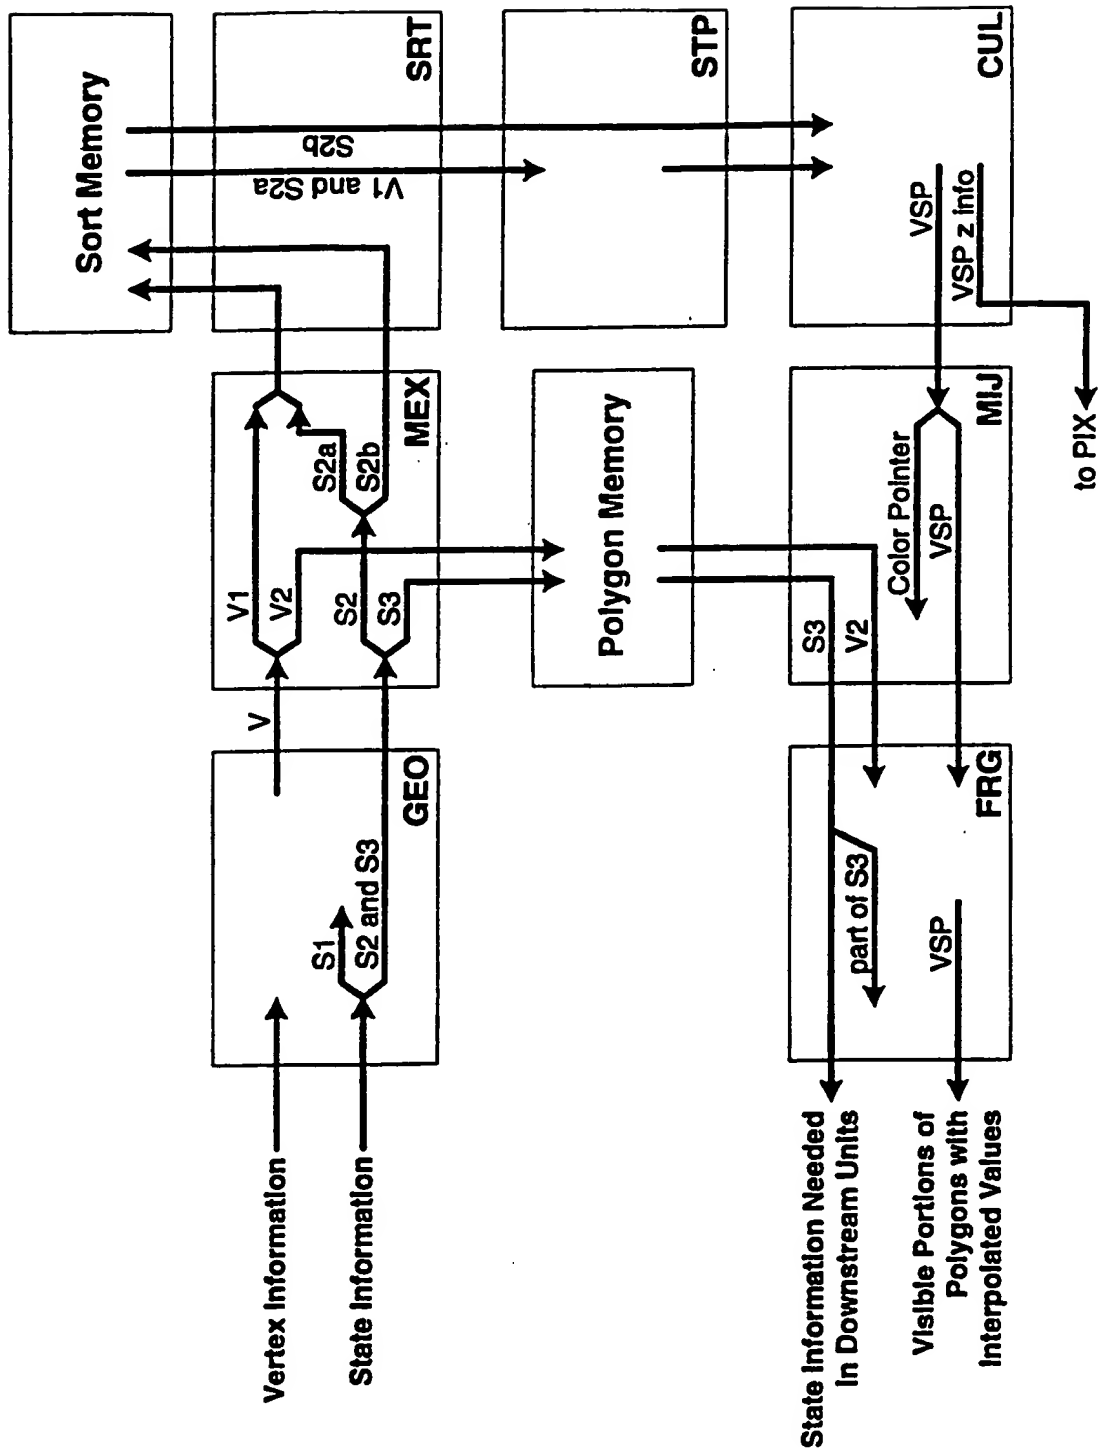 Sort Memory
SRT
STP
CUL
S2b
V1 and S2a
VSP
VSP z info
to PIX
MEX
V1
V2
S2
S3
S2a
S2b
Polygon Memory
MIJ
Color Pointer
VSP
S3
V2
V
GEO
S1
S2 and S3
FRG
part of S3
VSP
Vertex Information
State Information
State Information Needed
In Downstream Units
Visible Portions of
Polygons with
Interpolated Values